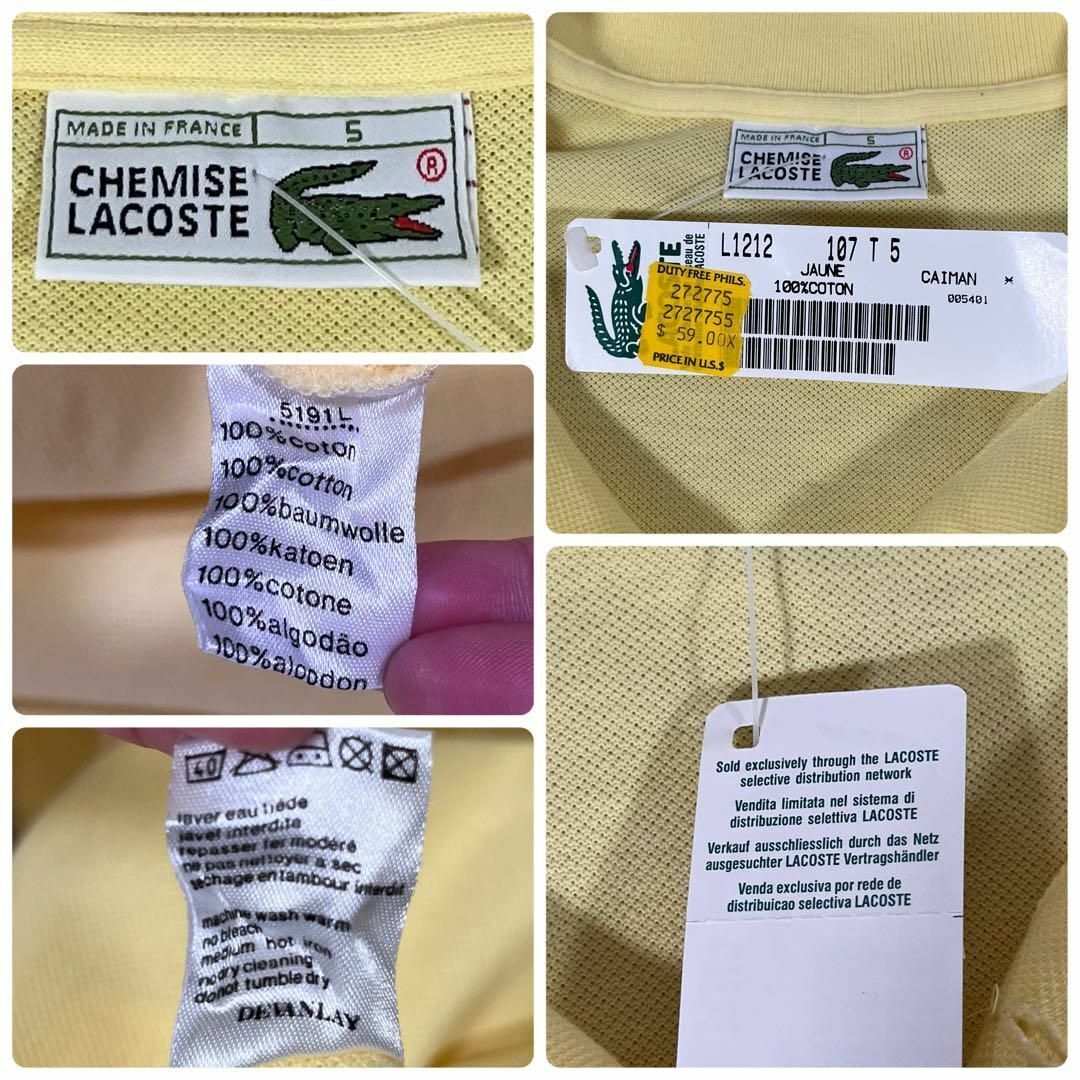 MADE IN FRANCE 5
CHEMISE
LACOSTE
®
MADE IN FRANCE 5
CHEMISE
LACOSTE
®
L1212 107 T 5
JAUNE CAIMAN *
100%COTON 005401
LACOSTE
DUTY FREE PHILS.
272775
2727755
$ 59.00X
PRICE IN U.S.$
5191L
100%coton
100%cotton
100%baumwolle
100%katoen
100%cotone
100%algodão
100%algodon
40
laver eau tiède
javel interdite
repasser fer modéré
ne pas nettoyer a sec
sechage en tambour interdit
machine wash warm
no bleach
medium hot iron
no dry cleaning
do not tumble dry
DEVANLAY
Sold exclusively through the LACOSTE
selective distribution network
Vendita limitata nel sistema di
distribuzione selettiva LACOSTE
Verkauf ausschliesslich durch das Netz
ausgesuchter LACOSTE Vertragshändler
Venda exclusiva por rede de
distribuicao selectiva LACOSTE